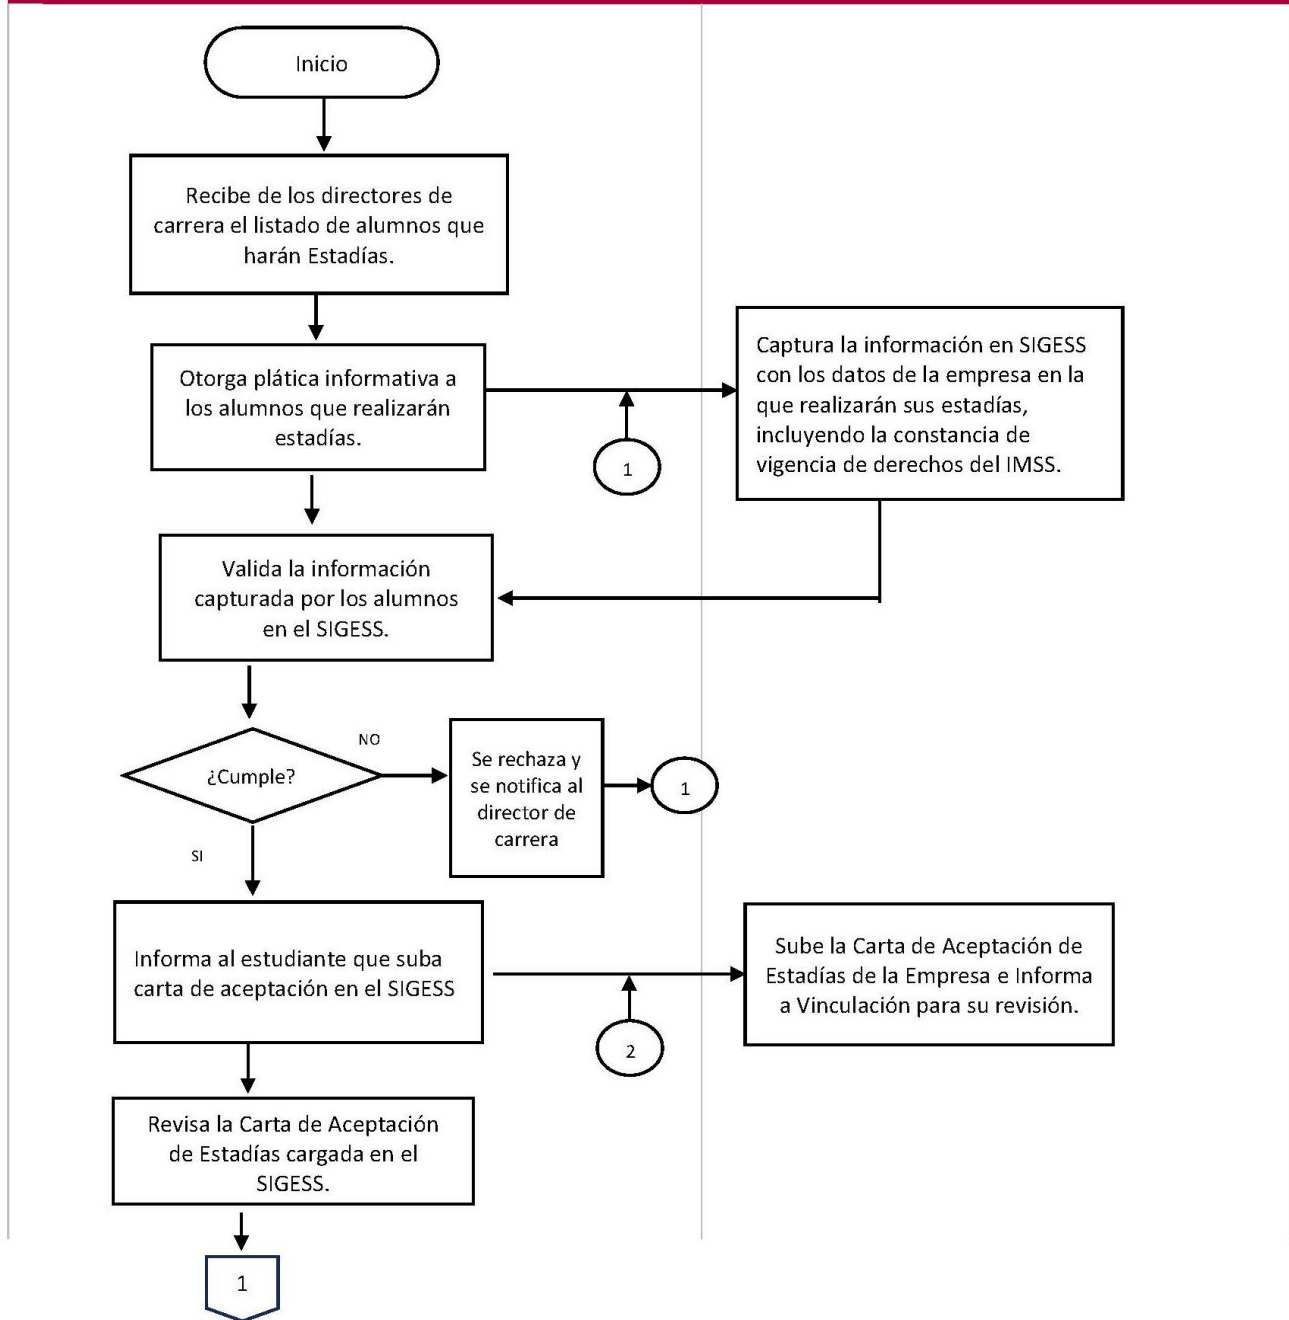 Inicio
Recibe de los directores de
carrera el listado de alumnos que
harán Estadías.
Otorga plática informativa a
los alumnos que realizarán
estadías.
1
Captura la información en SIGESS
con los datos de la empresa en la
que realizarán sus estadías,
incluyendo la constancia de
vigencia de derechos del IMSS.
Valida la información
capturada por los alumnos
en el SIGESS.
¿Cumple?
NO
Se rechaza y
se notifica al
director de
carrera
1
SI
Informa al estudiante que suba
carta de aceptación en el SIGESS
2
Sube la Carta de Aceptación de
Estadías de la Empresa e Informa
a Vinculación para su revisión.
Revisa la Carta de Aceptación
de Estadías cargada en el
SIGESS.
1